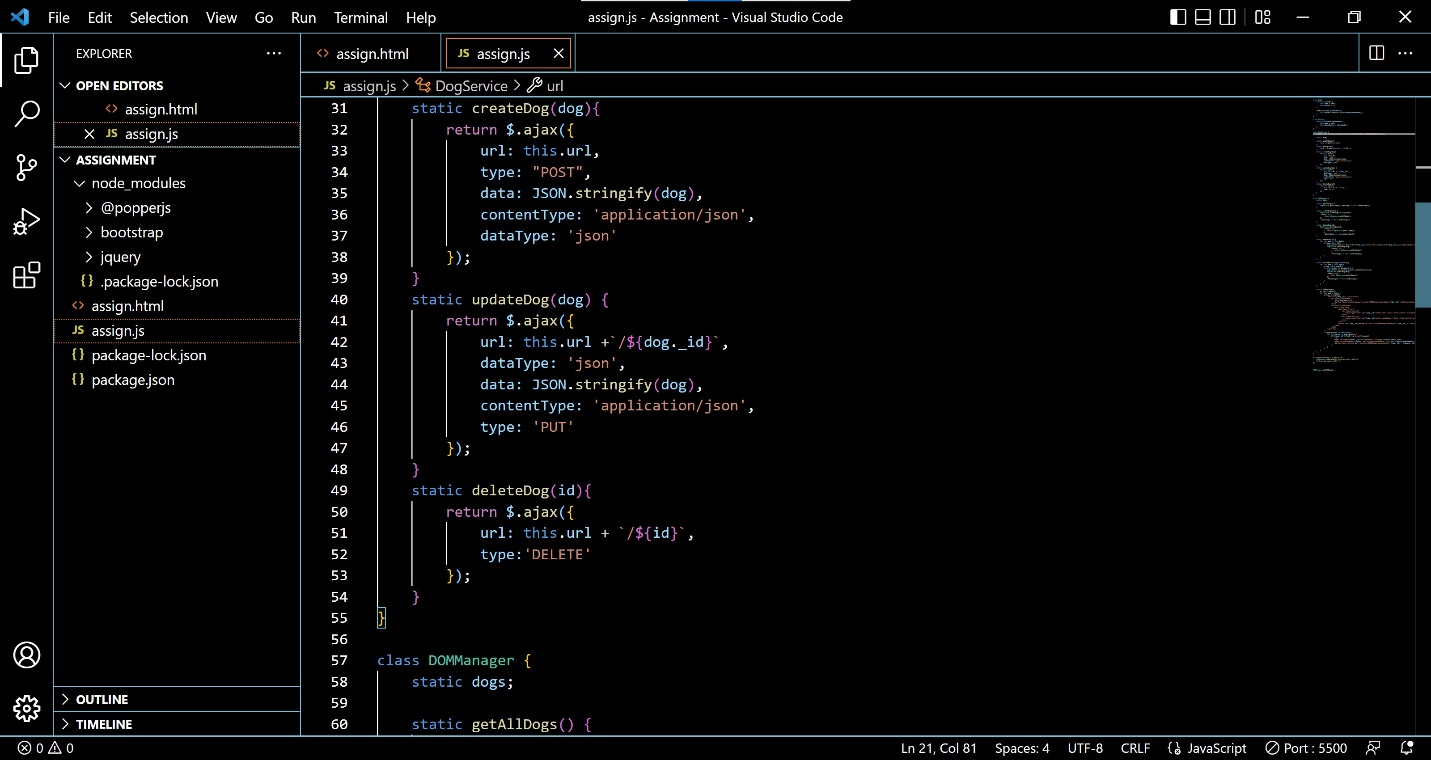 File Edit Selection View Go Run Terminal Help
assign.js - Assignment - Visual Studio Code
EXPLORER
OPEN EDITORS
assign.html
JS assign.js
ASSIGNMENT
node_modules
@popperjs
bootstrap
jquery
{} .package-lock.json
assign.html
JS assign.js
{} package-lock.json
{} package.json
OUTLINE
TIMELINE
<> assign.html
JS assign.js
JS assign.js > DogService > url
31 static createDog(dog){
32 return $.ajax({
33 url: this.url,
34 type: "POST",
35 data: JSON.stringify(dog),
36 contentType: 'application/json',
37 dataType: 'json'
38 });
39 }
40 static updateDog(dog) {
41 return $.ajax({
42 url: this.url +`/${dog._id}`,
43 dataType: 'json',
44 data: JSON.stringify(dog),
45 contentType: 'application/json',
46 type: 'PUT'
47 });
48 }
49 static deleteDog(id){
50 return $.ajax({
51 url: this.url + `/${id}`,
52 type:'DELETE'
53 });
54 }
55 }
56
57 class DOMManager {
58 static dogs;
59
60 static getAllDogs() {
0 0
Ln 21, Col 81 Spaces: 4 UTF-8 CRLF {} JavaScript Port : 5500